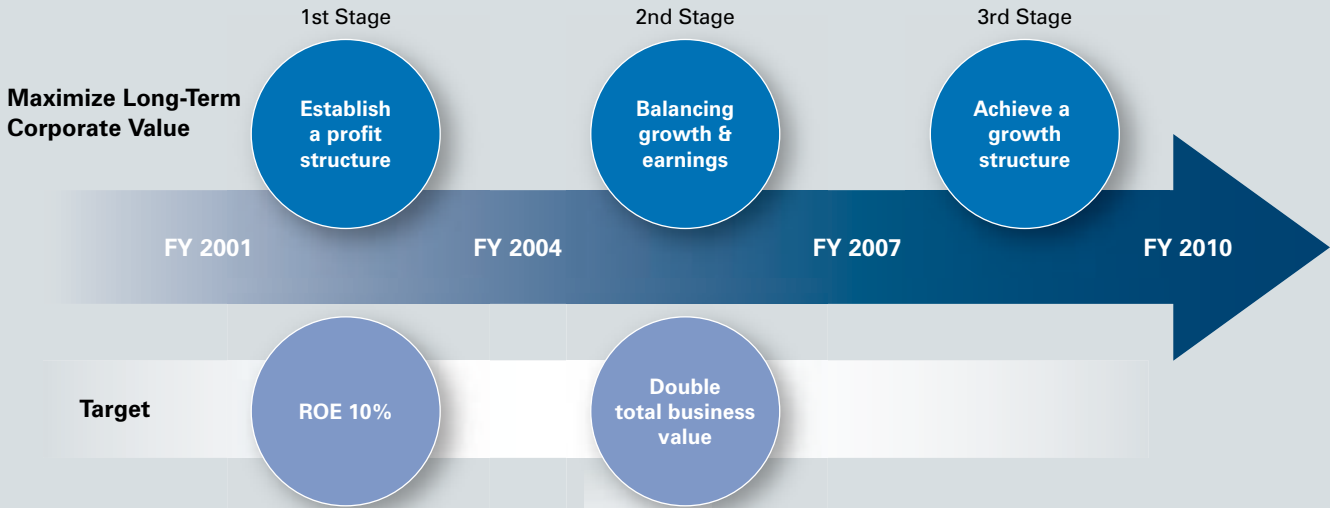 1st Stage
2nd Stage
3rd Stage
Maximize Long-Term
Corporate Value
Establish
a profit
structure
Balancing
growth &
earnings
Achieve a
growth
structure
FY 2001
FY 2004
FY 2007
FY 2010
Target
ROE 10%
Double
total business
value